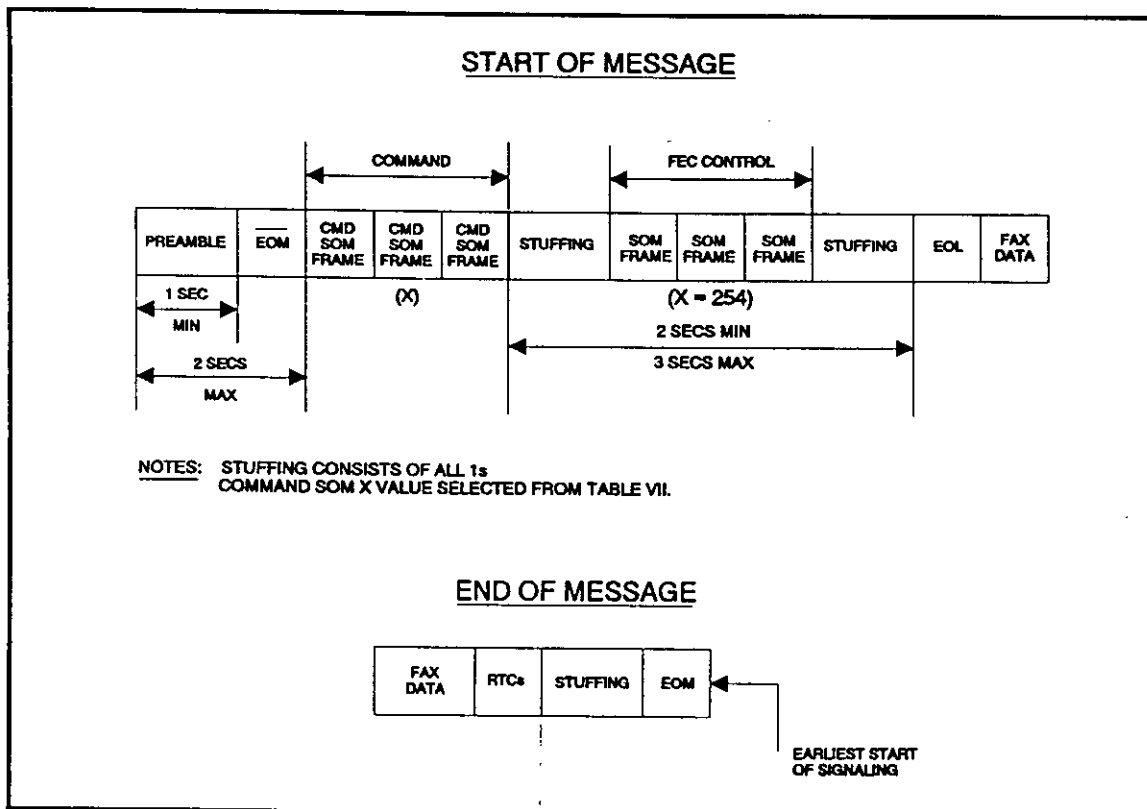 START OF MESSAGE
COMMAND
FEC CONTROL
PREAMBLE
E̅O̅M̅
CMD
SOM
FRAME
CMD
SOM
FRAME
CMD
SOM
FRAME
STUFFING
SOM
FRAME
SOM
FRAME
SOM
FRAME
STUFFING
EOL
FAX
DATA
1 SEC
MIN
(X)
(X = 254)
2 SECS MIN
3 SECS MAX
2 SECS
MAX
NOTES: STUFFING CONSISTS OF ALL 1s
COMMAND SOM X VALUE SELECTED FROM TABLE VII.
END OF MESSAGE
FAX
DATA
RTCs
STUFFING
EOM
EARLIEST START
OF SIGNALING